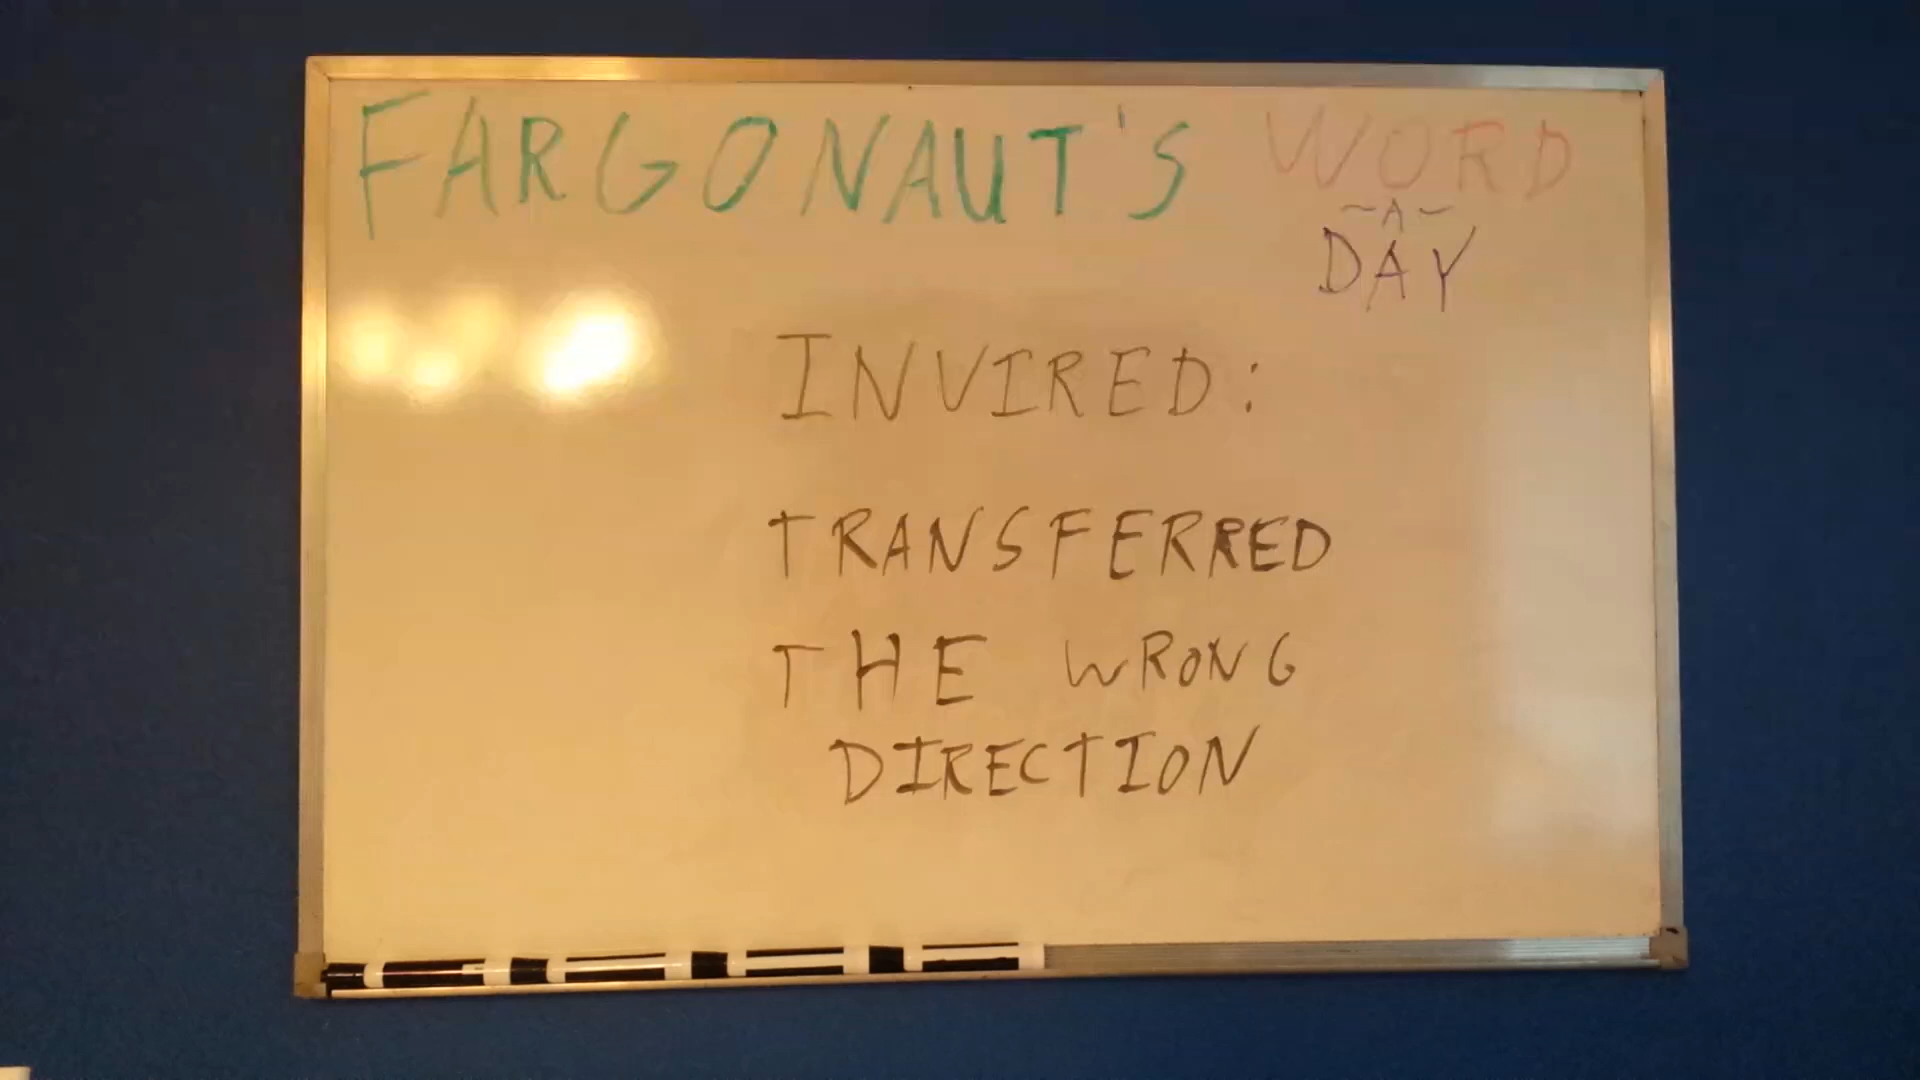 FARGONAUT'S WORD
-A-
DAY
INVIRED:
TRANSFERRED
THE WRONG
DIRECTION